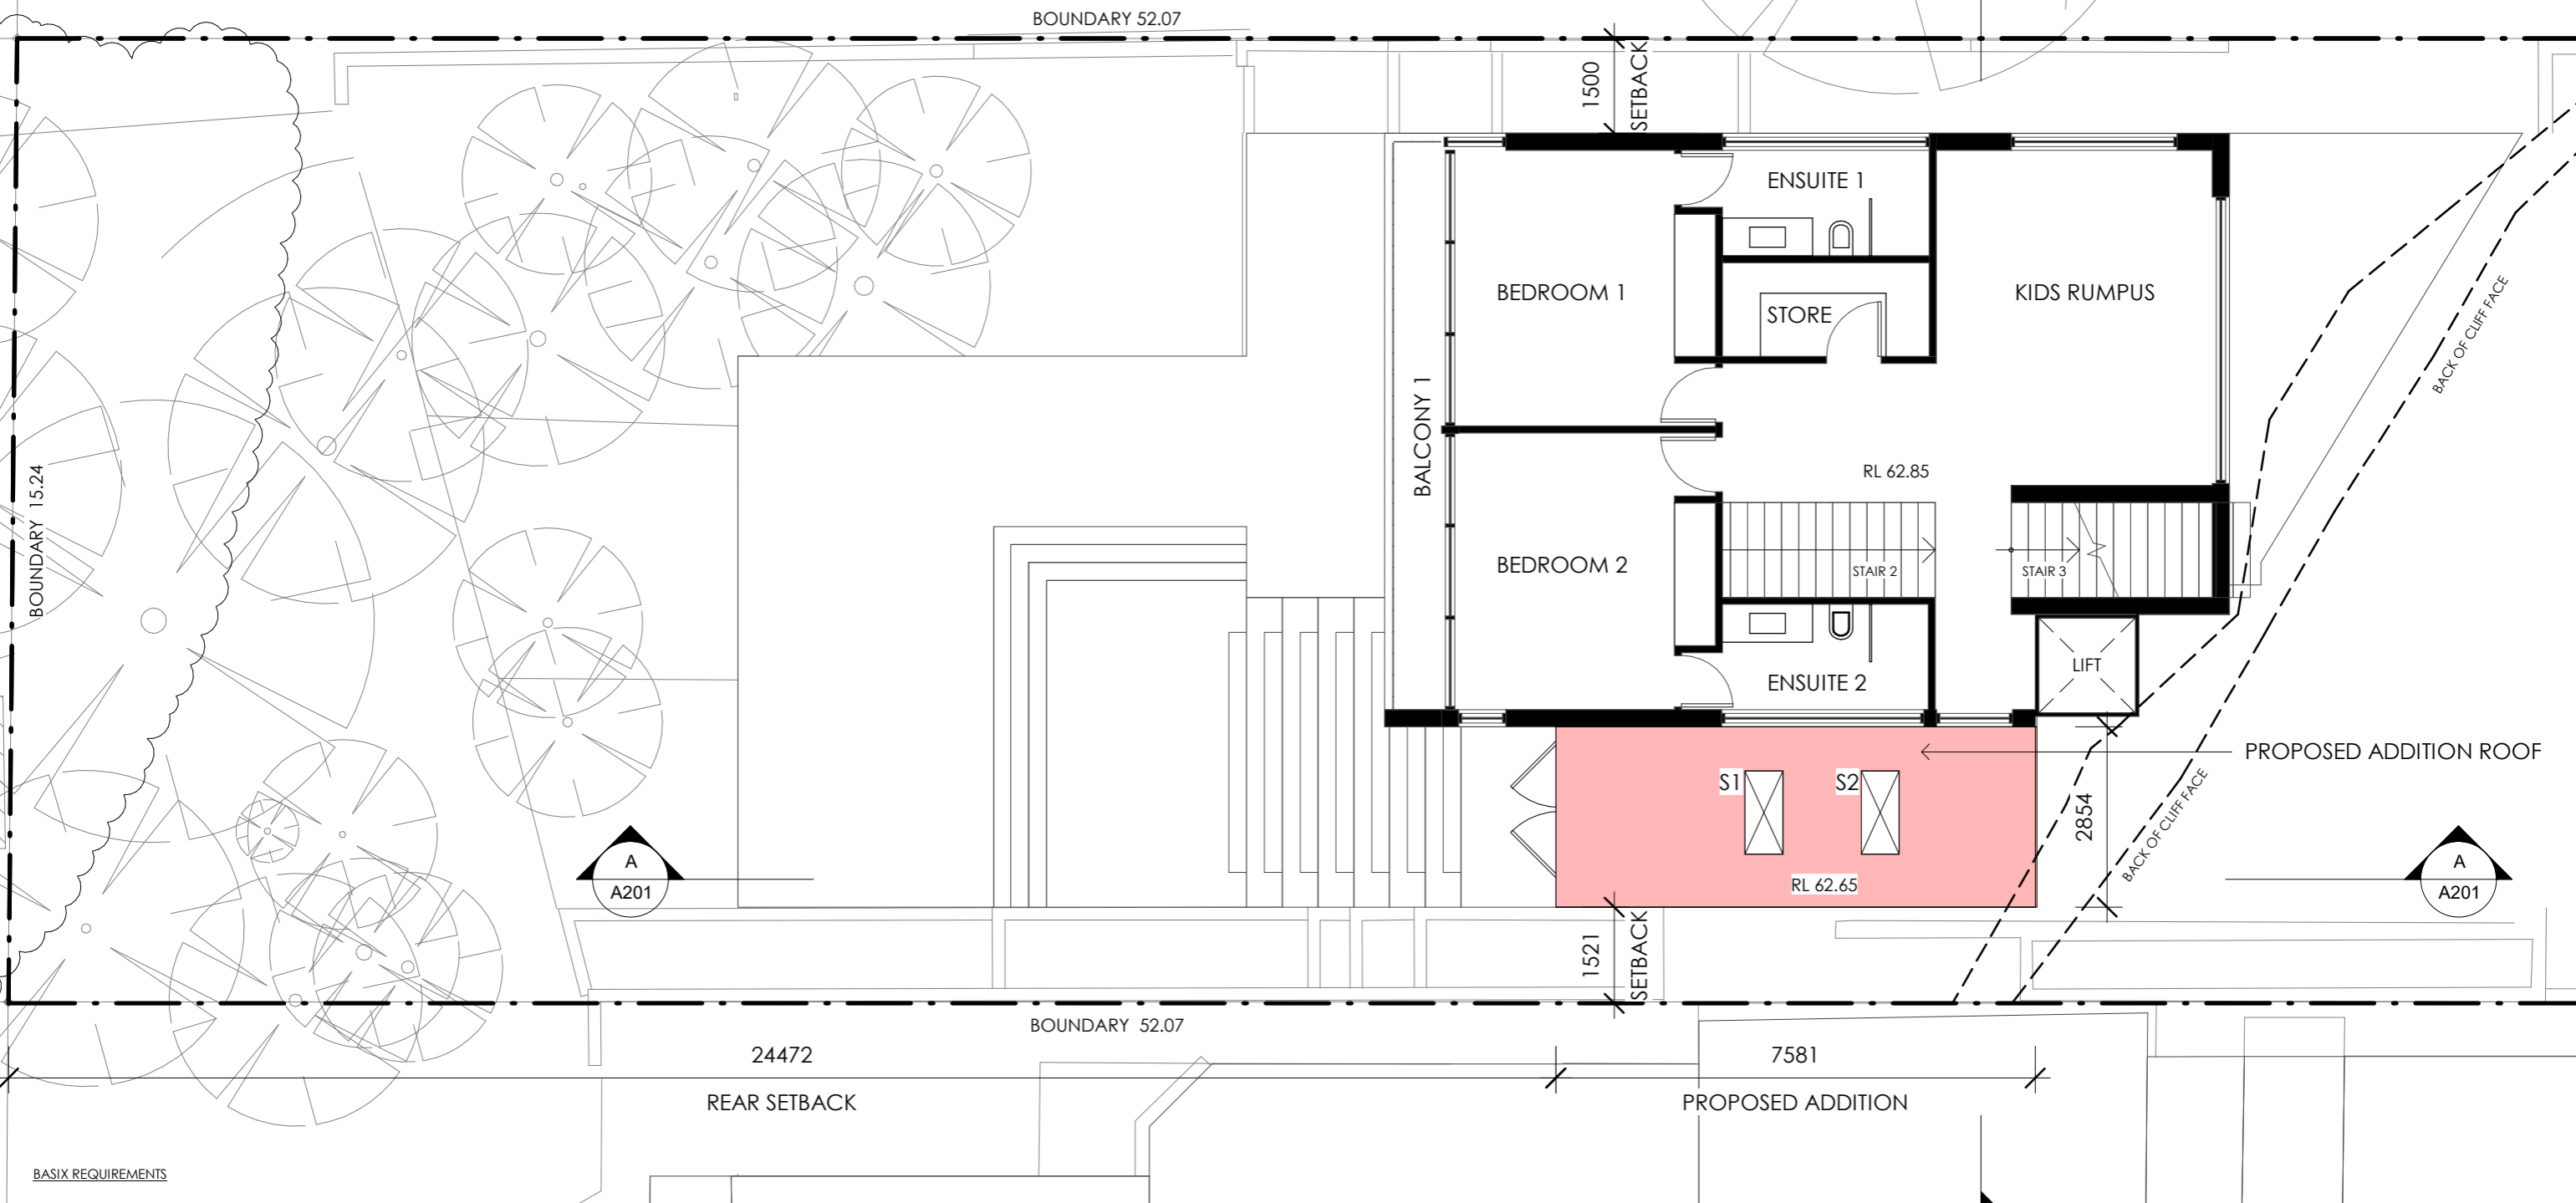 BOUNDARY 52.07
1500
SETBACK
ENSUITE 1
BEDROOM 1
KIDS RUMPUS
STORE
BACK OF CLIFF FACE
BALCONY 1
RL 62.85
BOUNDARY 15.24
BEDROOM 2
STAIR 2
STAIR 3
LIFT
ENSUITE 2
PROPOSED ADDITION ROOF
S1
S2
2854
BACK OF CLIFF FACE
A
A201
RL 62.65
A
A201
1521
SETBACK
BOUNDARY 52.07
24472
7581
REAR SETBACK
PROPOSED ADDITION
BASIX REQUIREMENTS